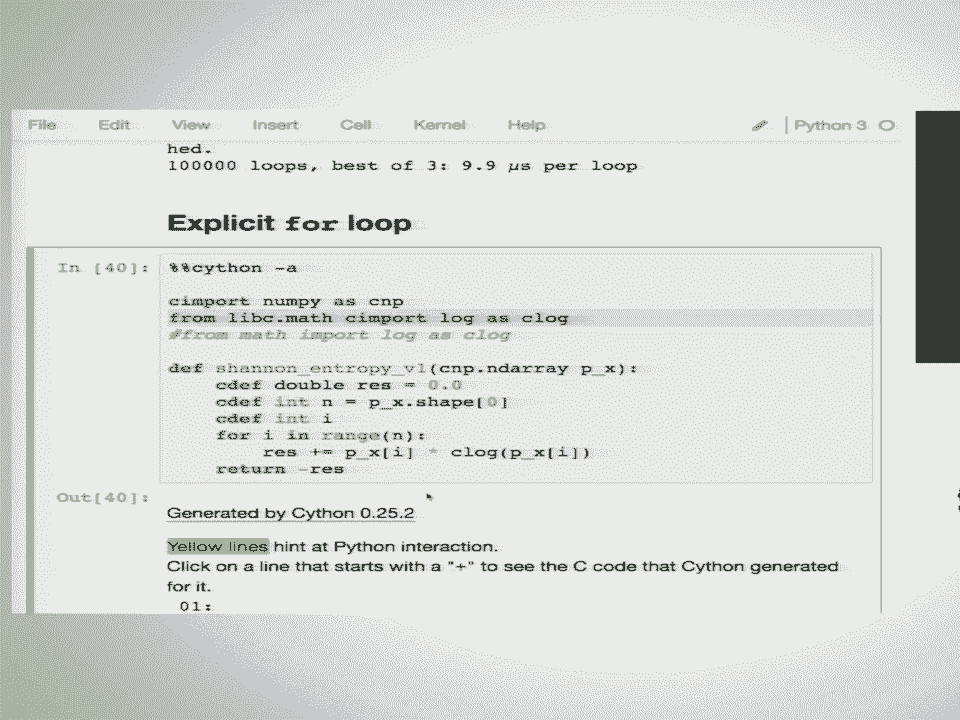 File Edit View Insert Cell Kernel Help Python 3
hed.
100000 loops, best of 3: 9.9 µs per loop
Explicit for loop
In [40]: %%cython -a
cimport numpy as cnp
from libc.math cimport log as clog
#from math import log as clog
def shannon_entropy_v1(cnp.ndarray p_x):
cdef double res = 0.0
cdef int n = p_x.shape[0]
cdef int i
for i in range(n):
res += p_x[i] * clog(p_x[i])
return -res
Out[40]:
Generated by Cython 0.25.2
Yellow lines hint at Python interaction.
Click on a line that starts with a "+" to see the C code that Cython generated
for it.
01: